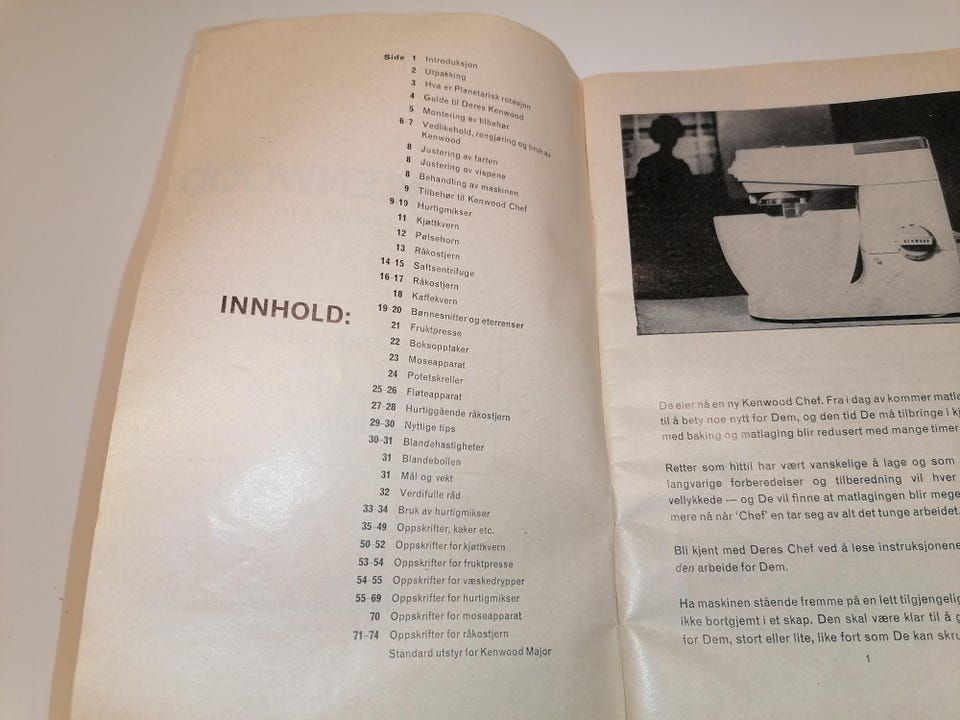 INNHOLD:
Side 1 Introduksjon
2 Utpakking
3 Hva er Planetarisk rotasjon
4 Guide til Deres Kenwood
5 Montering av tilbehør
6-7 Vedlikehold, rengjøring og bruk av
Kenwood
8 Justering av farten
8 Justering av vispene
8 Behandling av maskinen
9 Tilbehør til Kenwood Chef
9-10 Hurtigmikser
11 Kjøttkvern
12 Pølsehorn
13 Råkostjern
14-15 Saftsentrifuge
16-17 Råkostjern
18 Kaffekvern
19-20 Bønnesnitter og eterrenser
21 Fruktpresse
22 Boksopptaker
23 Moseapparat
24 Potetskreller
25-26 Fløteapparat
27-28 Hurtiggående råkostjern
29-30 Nyttige tips
30-31 Blandehastigheter
31 Blandebollen
31 Mål og vekt
32 Verdifulle råd
33-34 Bruk av hurtigmikser
35-49 Oppskrifter, kaker etc.
50-52 Oppskrifter for kjøttkvern
53-54 Oppskrifter for fruktpresse
54-55 Oppskrifter for væskedrypper
55-69 Oppskrifter for hurtigmikser
70 Oppskrifter for moseapparat
71-74 Oppskrifter for råkostjern
Standard utstyr for Kenwood Major
KENWOOD
De eier nå en ny Kenwood Chef. Fra i dag av kommer
til å bety noe nytt for Dem, og den tid De må tilbringe i
med baking og matlaging blir redusert med mange timer
Retter som hittil har vært vanskelige å lage og som
langvarige forberedelser og tilberedning vil hver
vellykkede — og De vil finne at matlagingen blir
mere nå når 'Chef' en tar seg av alt det tunge arbeidet.
Bli kjent med Deres Chef ved å lese
den arbeide for Dem.
Ha maskinen stående fremme på en lett
ikke bortgjemt i et skap. Den skal være klar til å
for Dem, stort eller lite, like fort som De kan
1